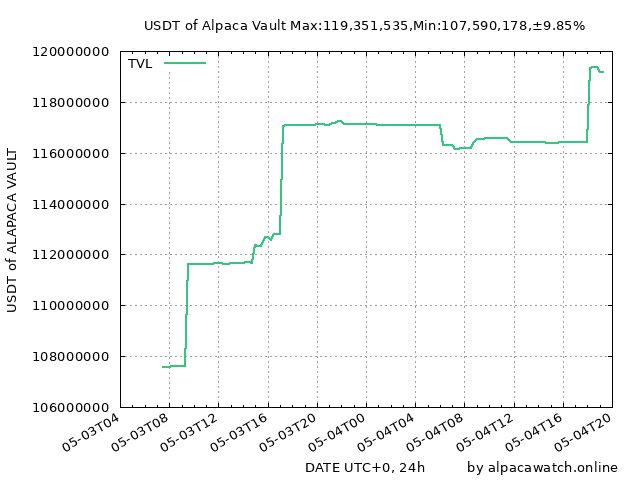 USDT of Alpaca Vault Max:119,351,535,Min:107,590,178,±9.85%
TVL
120000000
118000000
116000000
114000000
112000000
110000000
108000000
106000000
USDT of ALAPACA VAULT
05-03T04
05-03T08
05-03T12
05-03T16
05-03T20
05-04T00
05-04T04
05-04T08
05-04T12
05-04T16
05-04T20
DATE UTC+0, 24h by alpacawatch.online